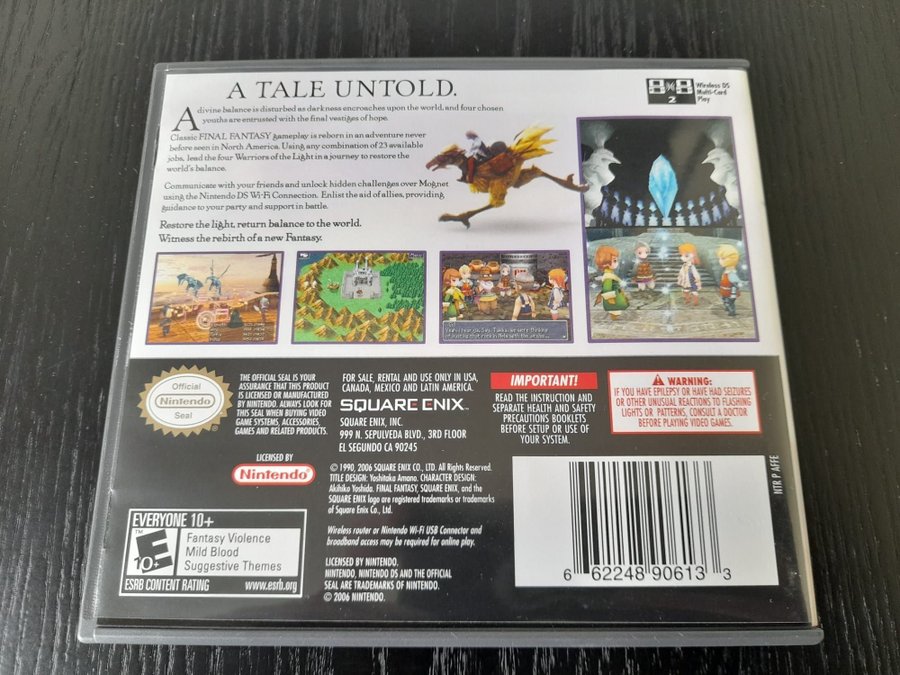 A TALE UNTOLD.
A divine balance is disturbed as darkness encroaches upon the world, and four chosen
youths are entrusted with the final vestiges of hope.
Classic FINAL FANTASY gameplay is reborn in an adventure never
before seen in North America. Using any combination of 23 available
jobs, lead the four Warriors of the Light in a journey to restore the
world's balance.
Communicate with your friends and unlock hidden challenges over Mognet
using the Nintendo DS Wi-Fi Connection. Enlist the aid of allies, providing
guidance to your party and support in battle.
Restore the light, return balance to the world.
Witness the rebirth of a new Fantasy.
2
Wireless DS
Multi-Card
Play
Official
Nintendo
Seal
THE OFFICIAL SEAL IS YOUR
ASSURANCE THAT THIS PRODUCT
IS LICENSED OR MANUFACTURED
BY NINTENDO. ALWAYS LOOK FOR
THIS SEAL WHEN BUYING VIDEO
GAME SYSTEMS, ACCESSORIES,
GAMES AND RELATED PRODUCTS.
LICENSED BY
Nintendo
EVERYONE 10+
E
10+
Fantasy Violence
Mild Blood
Suggestive Themes
ESRB CONTENT RATING www.esrb.org
FOR SALE, RENTAL AND USE ONLY IN USA,
CANADA, MEXICO AND LATIN AMERICA.
SQUARE ENIX
SQUARE ENIX, INC.
999 N. SEPULVEDA BLVD., 3RD FLOOR
EL SEGUNDO CA 90245
© 1990, 2006 SQUARE ENIX CO., LTD. All Rights Reserved.
TITLE DESIGN: Yoshitaka Amano. CHARACTER DESIGN:
Akihiko Yoshida. FINAL FANTASY, SQUARE ENIX, and the
SQUARE ENIX logo are registered trademarks or trademarks
of Square Enix Co., Ltd.
Wireless router or Nintendo Wi-Fi USB Connector and
broadband access may be required for online play.
LICENSED BY NINTENDO.
NINTENDO, NINTENDO DS AND THE OFFICIAL
SEAL ARE TRADEMARKS OF NINTENDO.
© 2006 NINTENDO.
IMPORTANT!
READ THE INSTRUCTION AND
SEPARATE HEALTH AND SAFETY
PRECAUTIONS BOOKLETS
BEFORE SETUP OR USE OF
YOUR SYSTEM.
WARNING:
IF YOU HAVE EPILEPSY OR HAVE HAD SEIZURES
OR OTHER UNUSUAL REACTIONS TO FLASHING
LIGHTS OR PATTERNS, CONSULT A DOCTOR
BEFORE PLAYING VIDEO GAMES.
NTR P AFFE
6 62248 90613 3